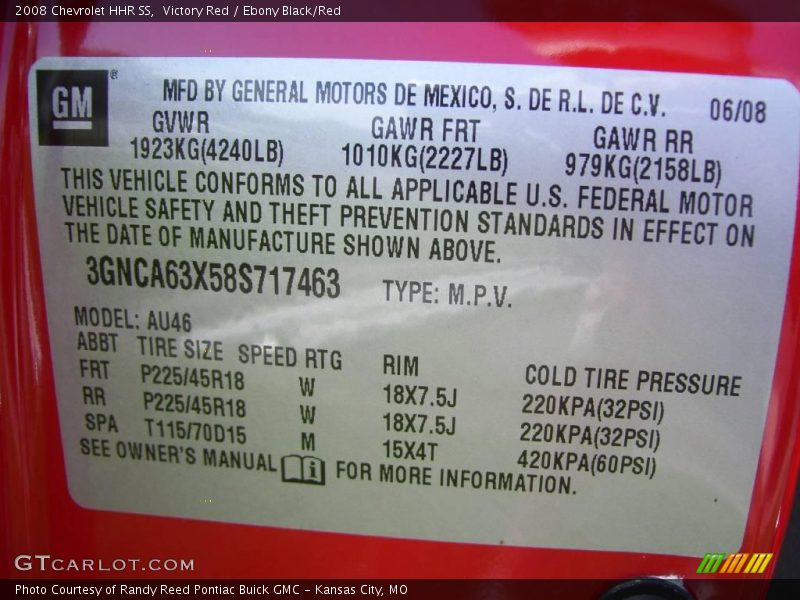 2008 Chevrolet HHR SS,  Victory Red / Ebony Black/Red
GM ®
MFD BY GENERAL MOTORS DE MEXICO, S. DE R.L. DE C.V. 06/08
GVWR GAWR FRT GAWR RR
1923KG(4240LB) 1010KG(2227LB) 979KG(2158LB)
THIS VEHICLE CONFORMS TO ALL APPLICABLE U.S. FEDERAL MOTOR
VEHICLE SAFETY AND THEFT PREVENTION STANDARDS IN EFFECT ON
THE DATE OF MANUFACTURE SHOWN ABOVE.
3GNCA63X58S717463 TYPE: M.P.V.
MODEL: AU46
ABBT TIRE SIZE SPEED RTG RIM COLD TIRE PRESSURE
FRT P225/45R18 W 18X7.5J 220KPA(32PSI)
RR P225/45R18 W 18X7.5J 220KPA(32PSI)
SPA T115/70D15 M 15X4T 420KPA(60PSI)
SEE OWNER'S MANUAL i FOR MORE INFORMATION.
GTCARLOT.COM
Photo Courtesy of Randy Reed Pontiac Buick GMC - Kansas City, MO